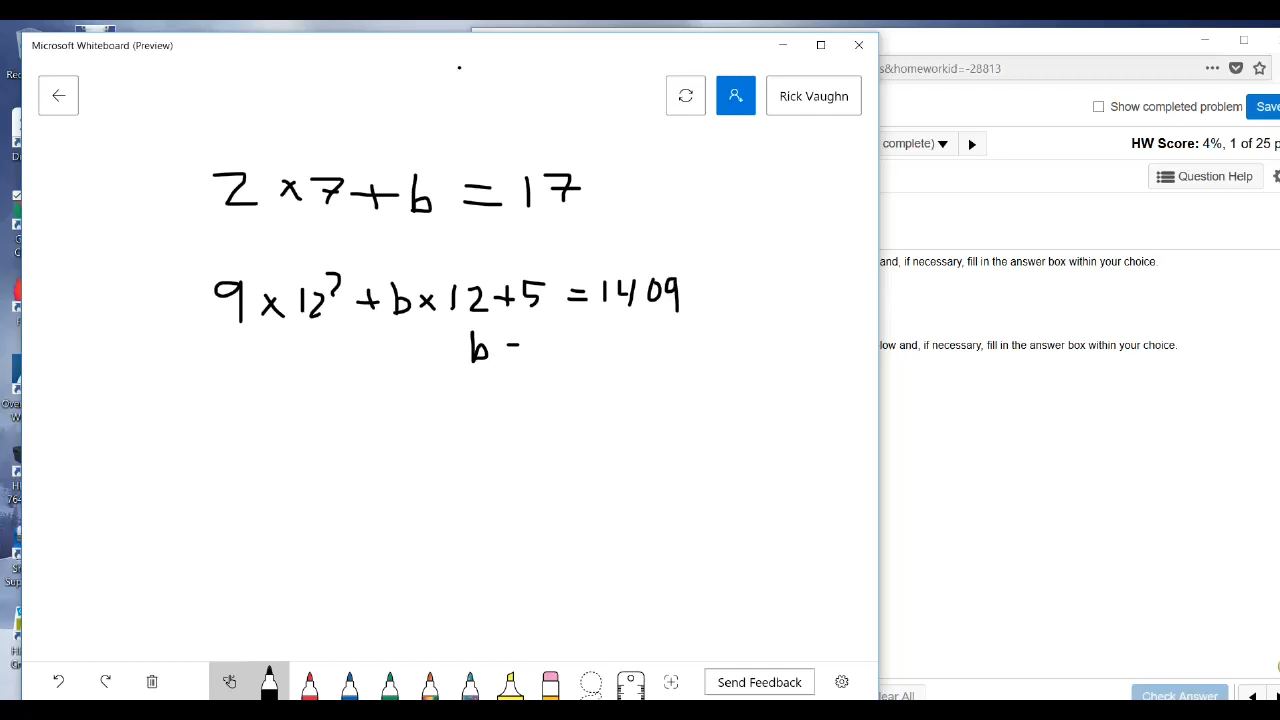 Microsoft Whiteboard (Preview)
s&homeworkid=-28813
Show completed problem
Save
complete)
HW Score: 4%, 1 of 25 p
Question Help
Rick Vaughn
2 × 7 + b = 17
and, if necessary, fill in the answer box within your choice.
9 × 12² + b × 12 + 5 = 1409
b =
low and, if necessary, fill in the answer box within your choice.
Send Feedback
lear All
Check Answer